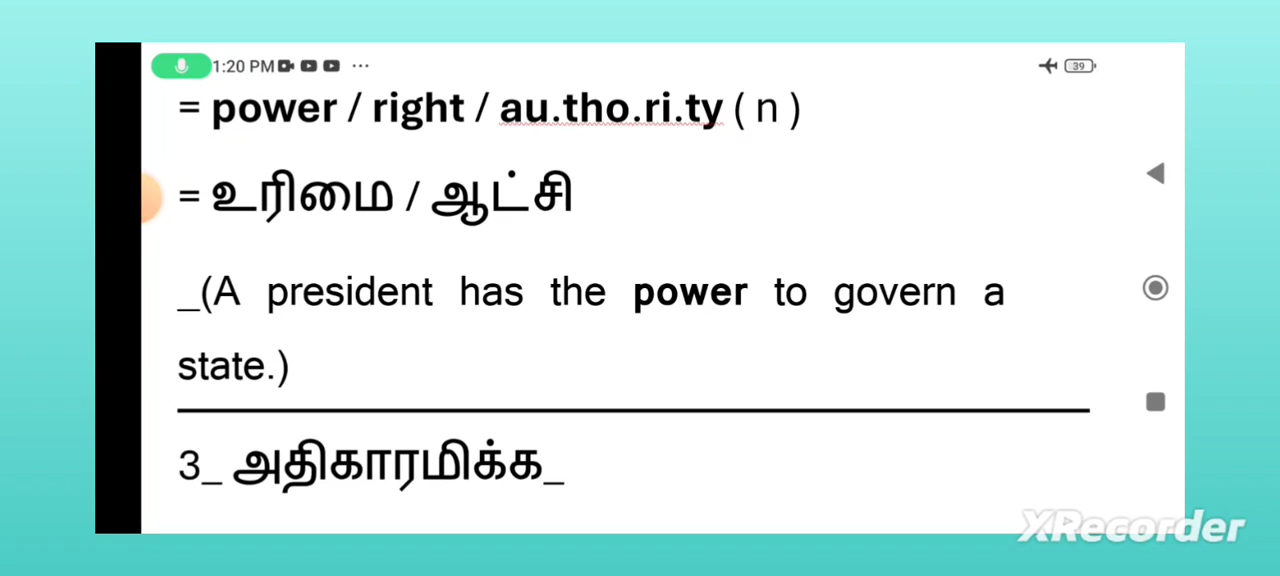 1:20 PM ... 39
= power / right / au.tho.ri.ty ( n )
= உரிமை / ஆட்சி
_(A president has the power to govern a
state.)
3_ அதிகாரமிக்க_
XRecorder